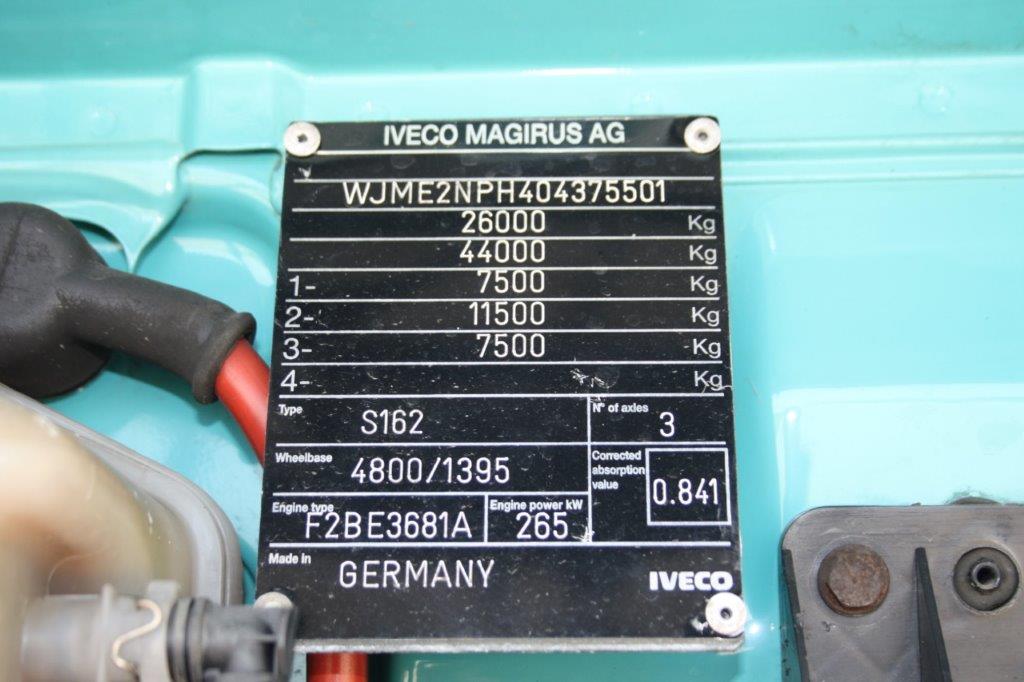 IVECO MAGIRUS AG
WJME2NPH404375501
26000 Kg
44000 Kg
1- 7500 Kg
2- 11500 Kg
3- 7500 Kg
4- Kg
Type S162 Nº of axles 3
Wheelbase 4800/1395 Corrected absorption value 0.841
Engine type F2BE3681A Engine power kW 265
Made in GERMANY IVECO